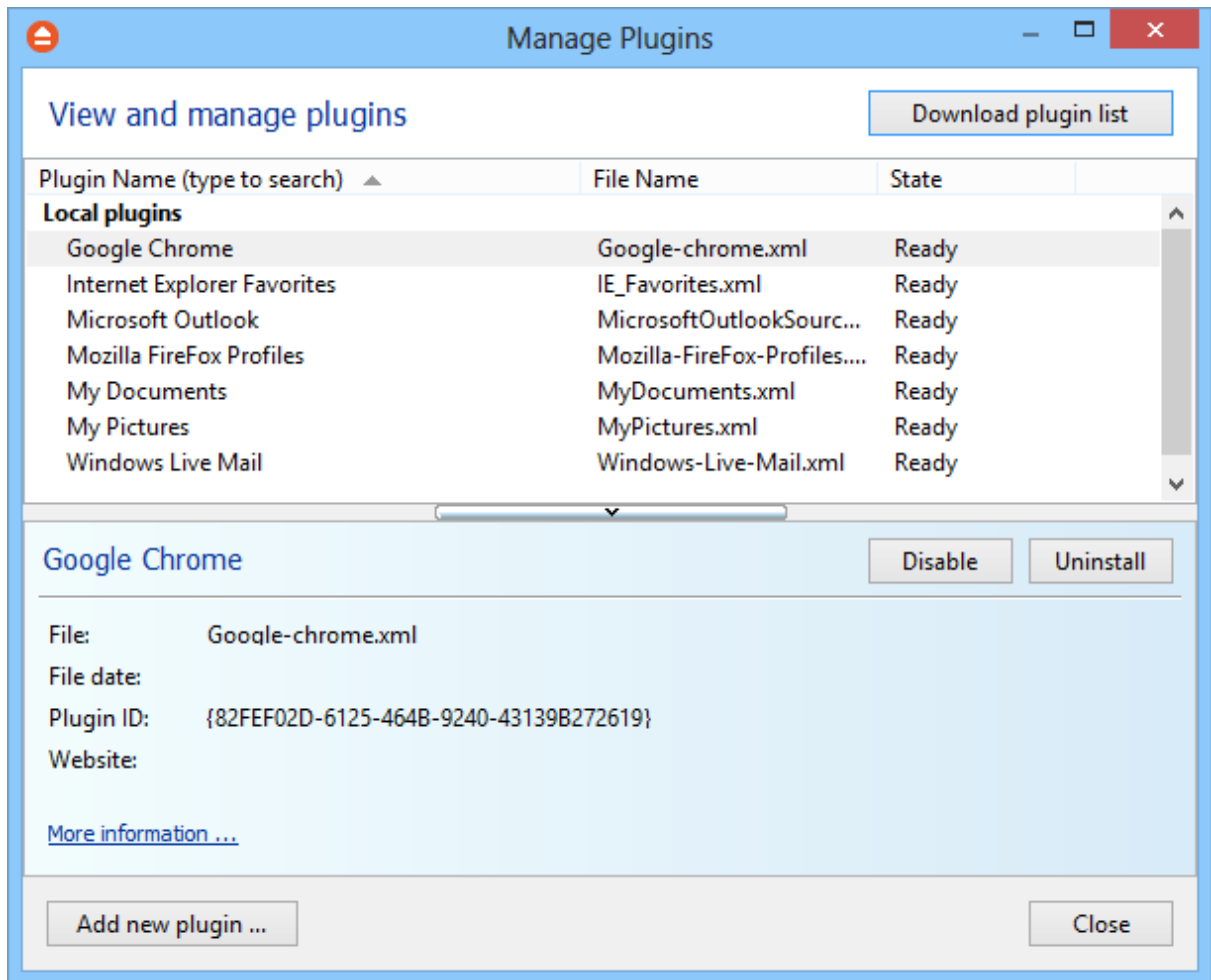 Manage Plugins
View and manage plugins
Download plugin list
Plugin Name (type to search) File Name State
Local plugins
Google Chrome Google-chrome.xml Ready
Internet Explorer Favorites IE_Favorites.xml Ready
Microsoft Outlook MicrosoftOutlookSourc... Ready
Mozilla FireFox Profiles Mozilla-FireFox-Profiles.... Ready
My Documents MyDocuments.xml Ready
My Pictures MyPictures.xml Ready
Windows Live Mail Windows-Live-Mail.xml Ready
Google Chrome Disable Uninstall
File: Google-chrome.xml
File date:
Plugin ID: {82FEF02D-6125-464B-9240-43139B272619}
Website:
More information ...
Add new plugin ... Close